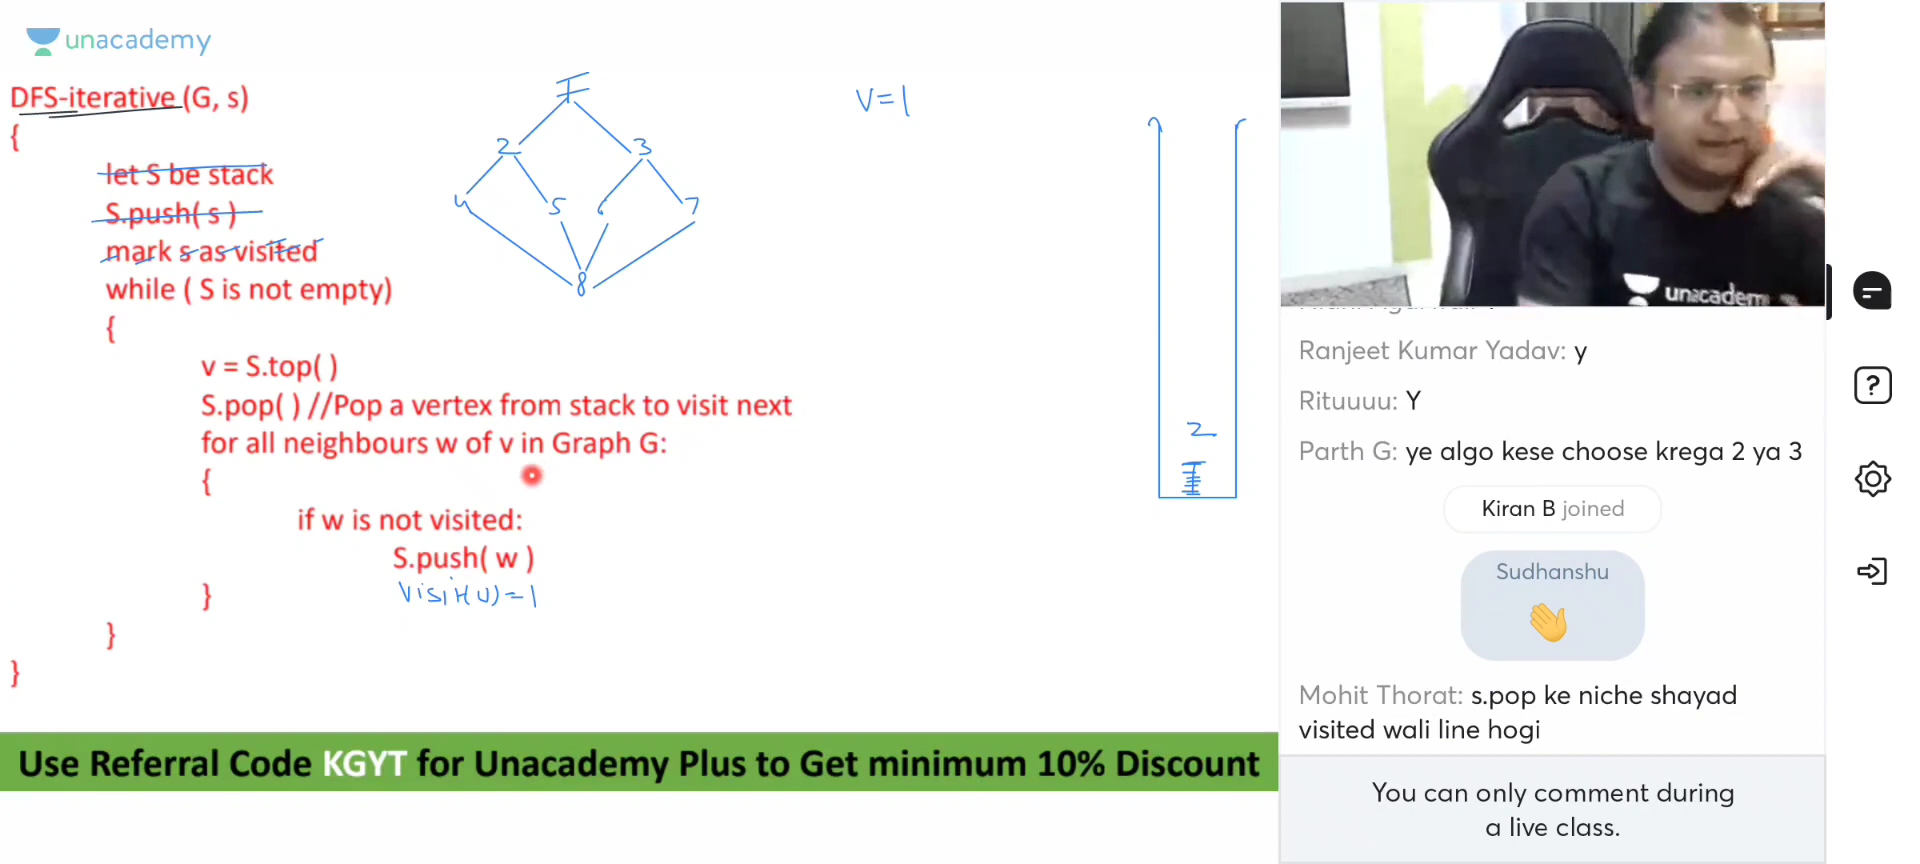 unacademy
DFS-iterative (G, s)
{
let S be stack
S.push( s )
mark s as visited
while ( S is not empty)
{
v = S.top( )
S.pop( ) //Pop a vertex from stack to visit next
for all neighbours w of v in Graph G:
{
if w is not visited:
S.push( w )
visit(v)=1
}
}
}
1
2 3
4 5 6 7
8
V=1
2
1
Use Referral Code KGYT for Unacademy Plus to Get minimum 10% Discount
unacadem
Ranjeet Kumar Yadav: y
Rituuuu: Y
Parth G: ye algo kese choose krega 2 ya 3
Kiran B joined
Sudhanshu
Mohit Thorat: s.pop ke niche shayad
visited wali line hogi
You can only comment during
a live class.